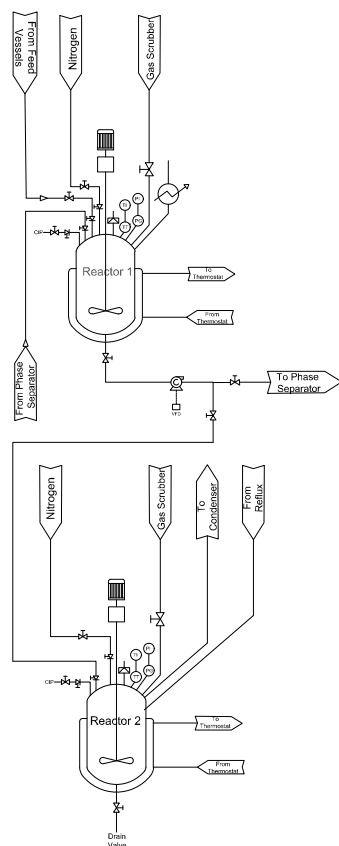 From Feed
Vessels
Nitrogen
Gas Scrubber
TI
PI
TT
PG
CIP
Reactor 1
To
Thermostat
From
Thermostat
From Phase
Separator
VFD
To Phase
Separator
Nitrogen
Gas Scrubber
To
Condenser
From
Reflux
TI
PI
TT
PG
CIP
Reactor 2
To
Thermostat
From
Thermostat
Drain
Valve